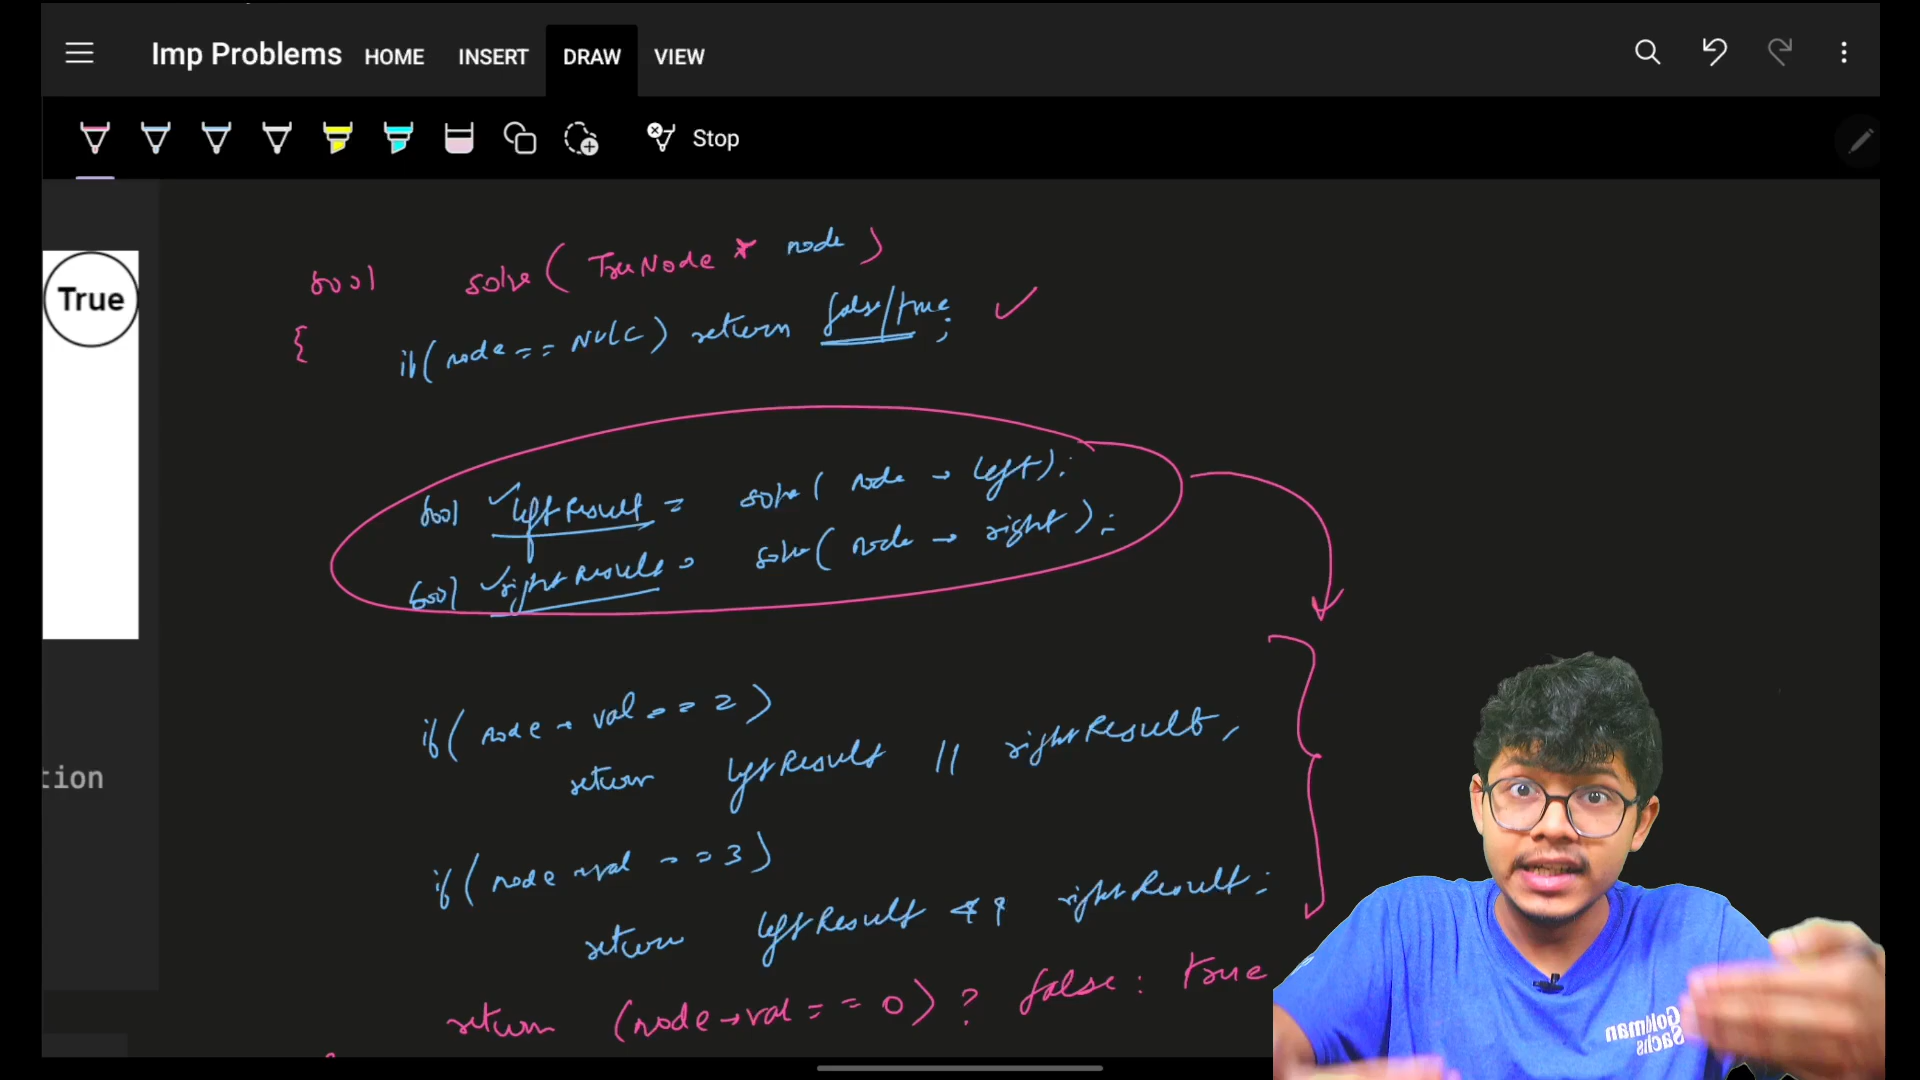 Imp Problems HOME INSERT DRAW VIEW
Stop
True
bool solve( TreeNode * node )
{ if( node == NULL) return false/true;
bool leftResult = solve( node → left);
bool rightResult = solve( node → right);
if( node → val == 2)
return leftResult || rightResult;
if( node → val == 3)
return leftResult && rightResult;
return (node→val == 0) ? false : true
tion
Goldman
Sachs